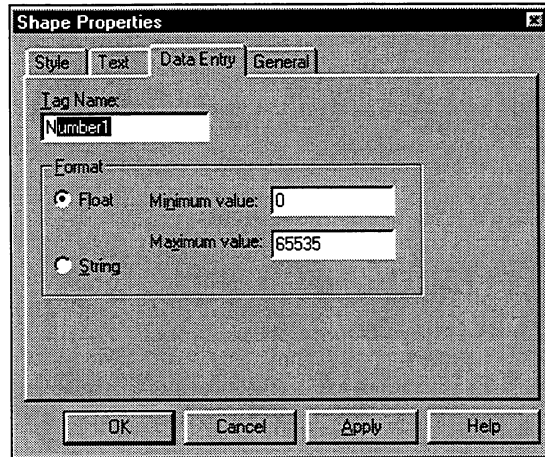 Shape Properties
Style Text Data Entry General
Tag Name:
Number1
Format
Float Minimum value: 0
Maximum value: 65535
String
OK Cancel Apply Help